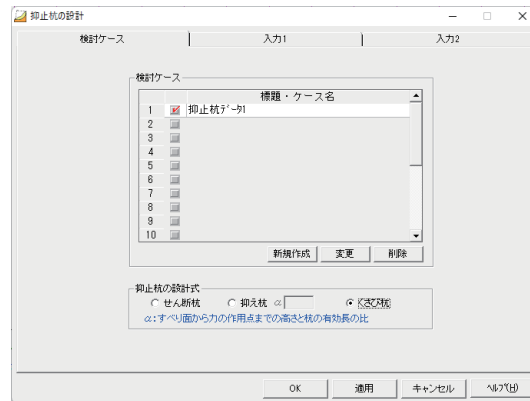 抑止杭の設計
検討ケース 入力1 入力2
検討ケース
標題・ケース名
1 抑止杭ﾃﾞｰﾀ1
2
3
4
5
6
7
8
9
10
新規作成 変更 削除
抑止杭の設計式
せん断杭 抑え杭 α くさび杭
α:すべり面から力の作用点までの高さと杭の有効長の比
OK 適用 キャンセル ﾍﾙﾌﾟ(H)